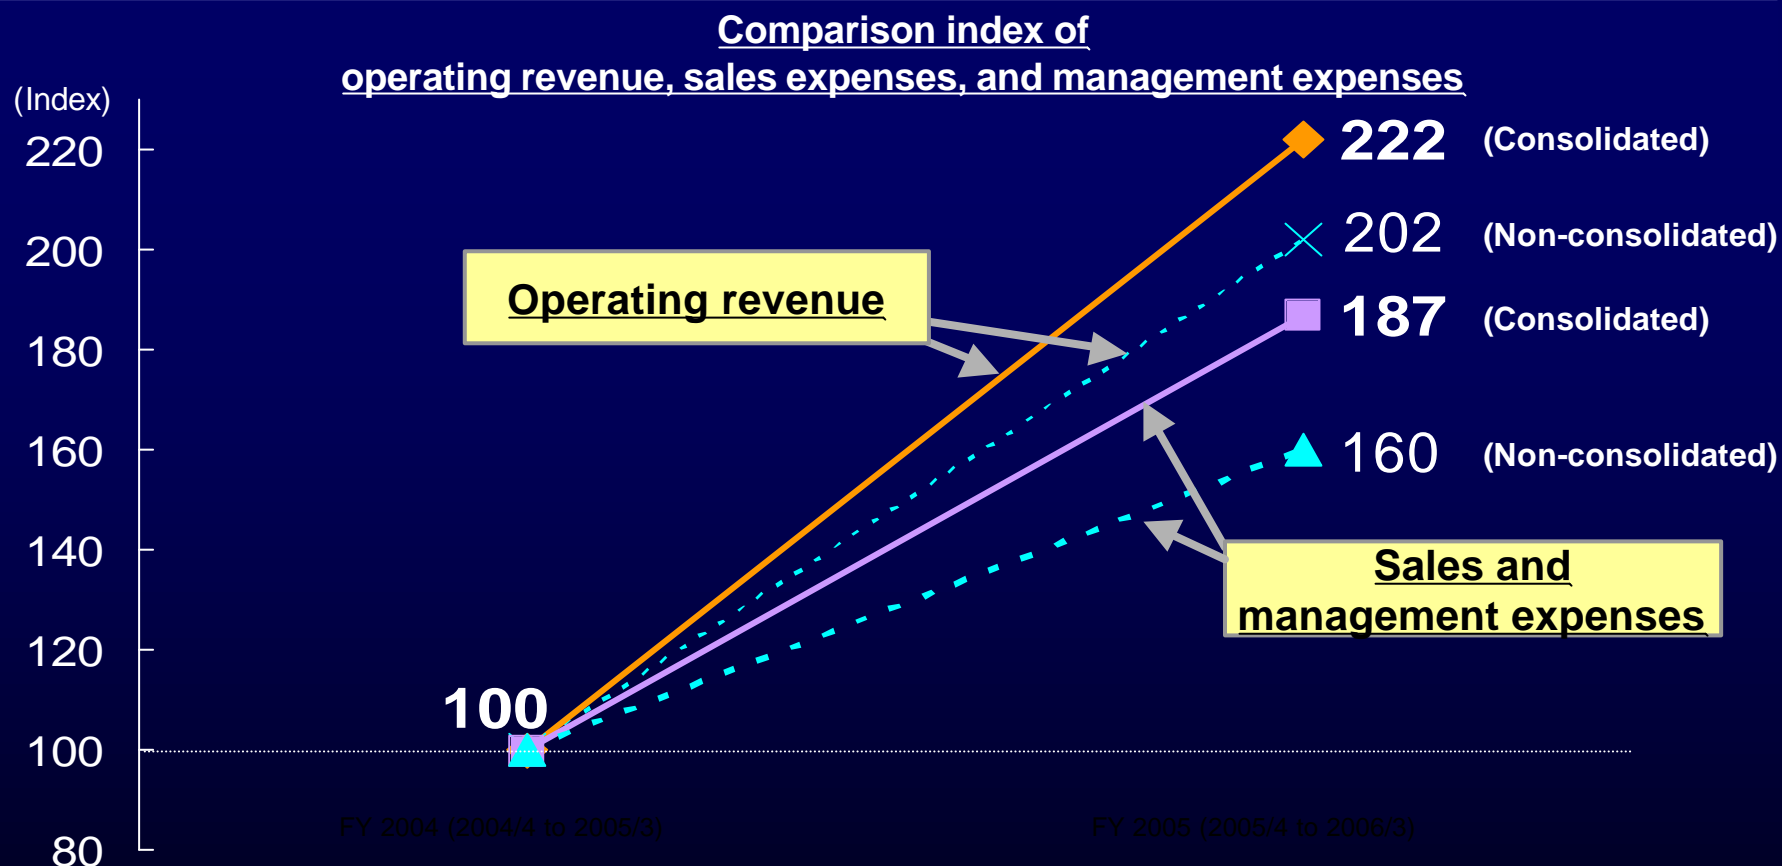 Comparison index of
operating revenue, sales expenses, and management expenses
(Index)
220
200
180
160
140
120
100
80
222 (Consolidated)
202 (Non-consolidated)
187 (Consolidated)
160 (Non-consolidated)
Operating revenue
Sales and
management expenses
100
FY 2004 (2004/4 to 2005/3)
FY 2005 (2005/4 to 2006/3)